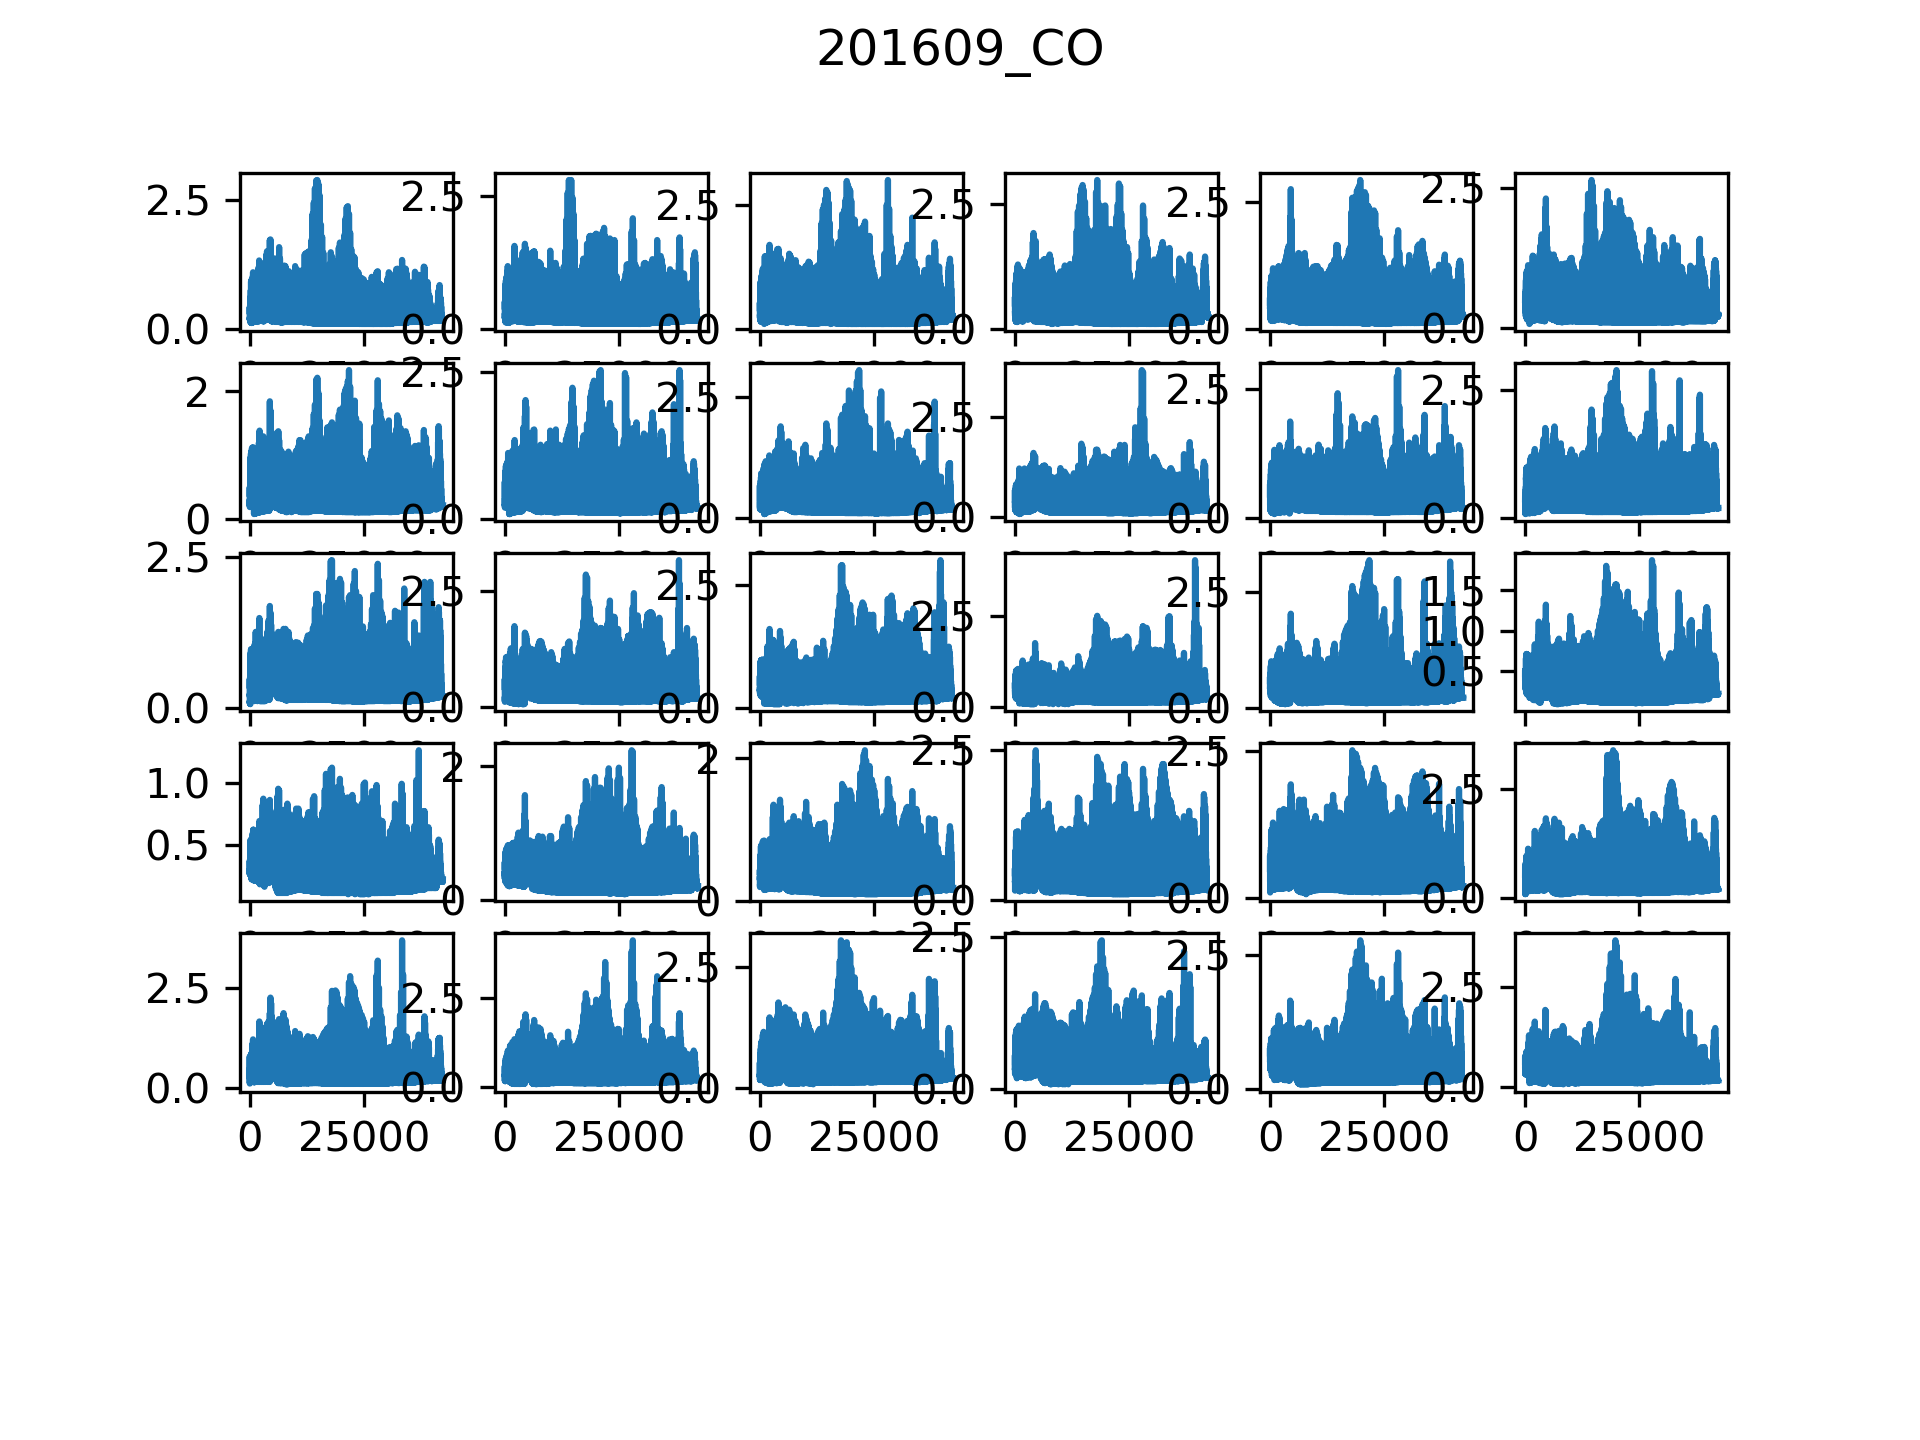 201609_CO
2.5 2.5 2.5 2.5 2.5 2.5
0.0 0.0 0.0 0.0 0.0 0.0
2 2.5 2.5 2.5 2.5 2.5
0 0.0 0.0 0.0 0.0 0.0
2.5 2.5 2.5 2.5 2.5 1.5
1.0
0.5
0.0 0.0 0.0 0.0 0.0
1.0 2 2 2.5 2.5 2.5
0.5
0 0 0.0 0.0 0.0
2.5 2.5 2.5 2.5 2.5 2.5
0.0 0.0 0.0 0.0 0.0 0.0
0 25000 0 25000 0 25000 0 25000 0 25000 0 25000